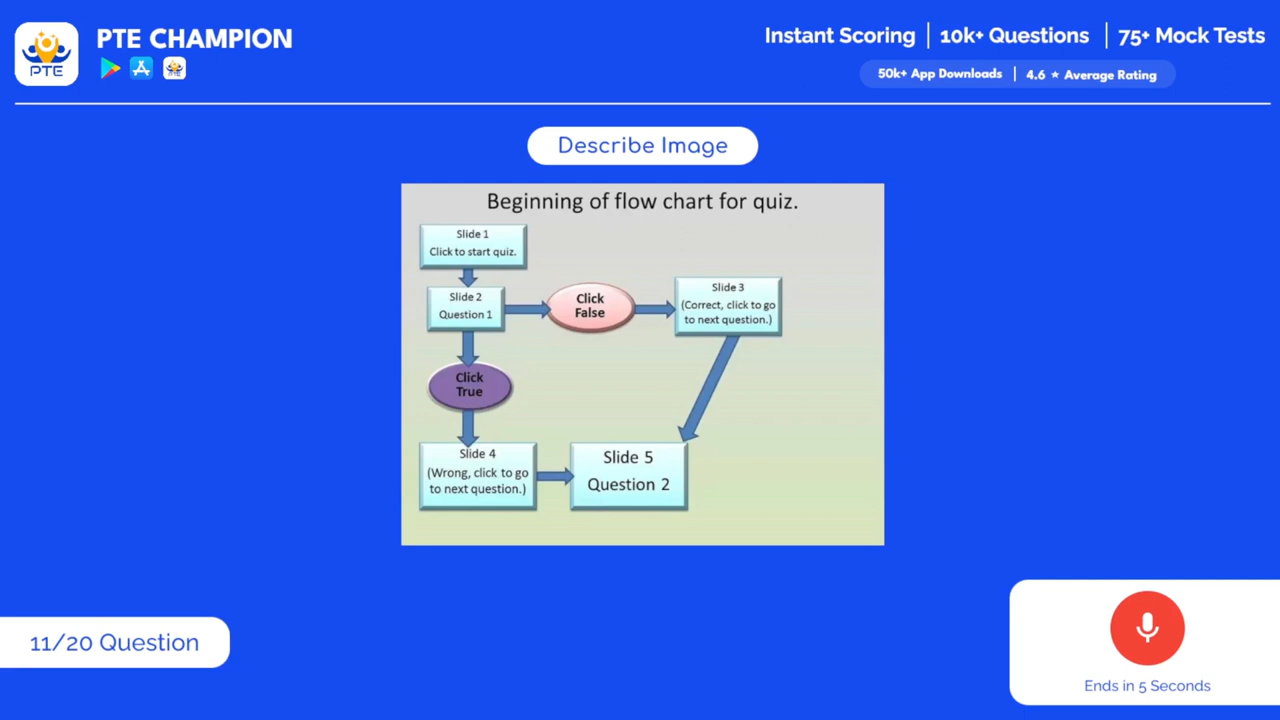 PTE CHAMPION
PTE
PTE
Instant Scoring | 10k+ Questions | 75+ Mock Tests
50k+ App Downloads | 4.6 ★ Average Rating
Describe Image
Beginning of flow chart for quiz.
Slide 1
Click to start quiz.
Slide 2
Question 1
Click
False
Slide 3
(Correct, click to go
to next question.)
Click
True
Slide 4
(Wrong, click to go
to next question.)
Slide 5
Question 2
11/20 Question
Ends in 5 Seconds